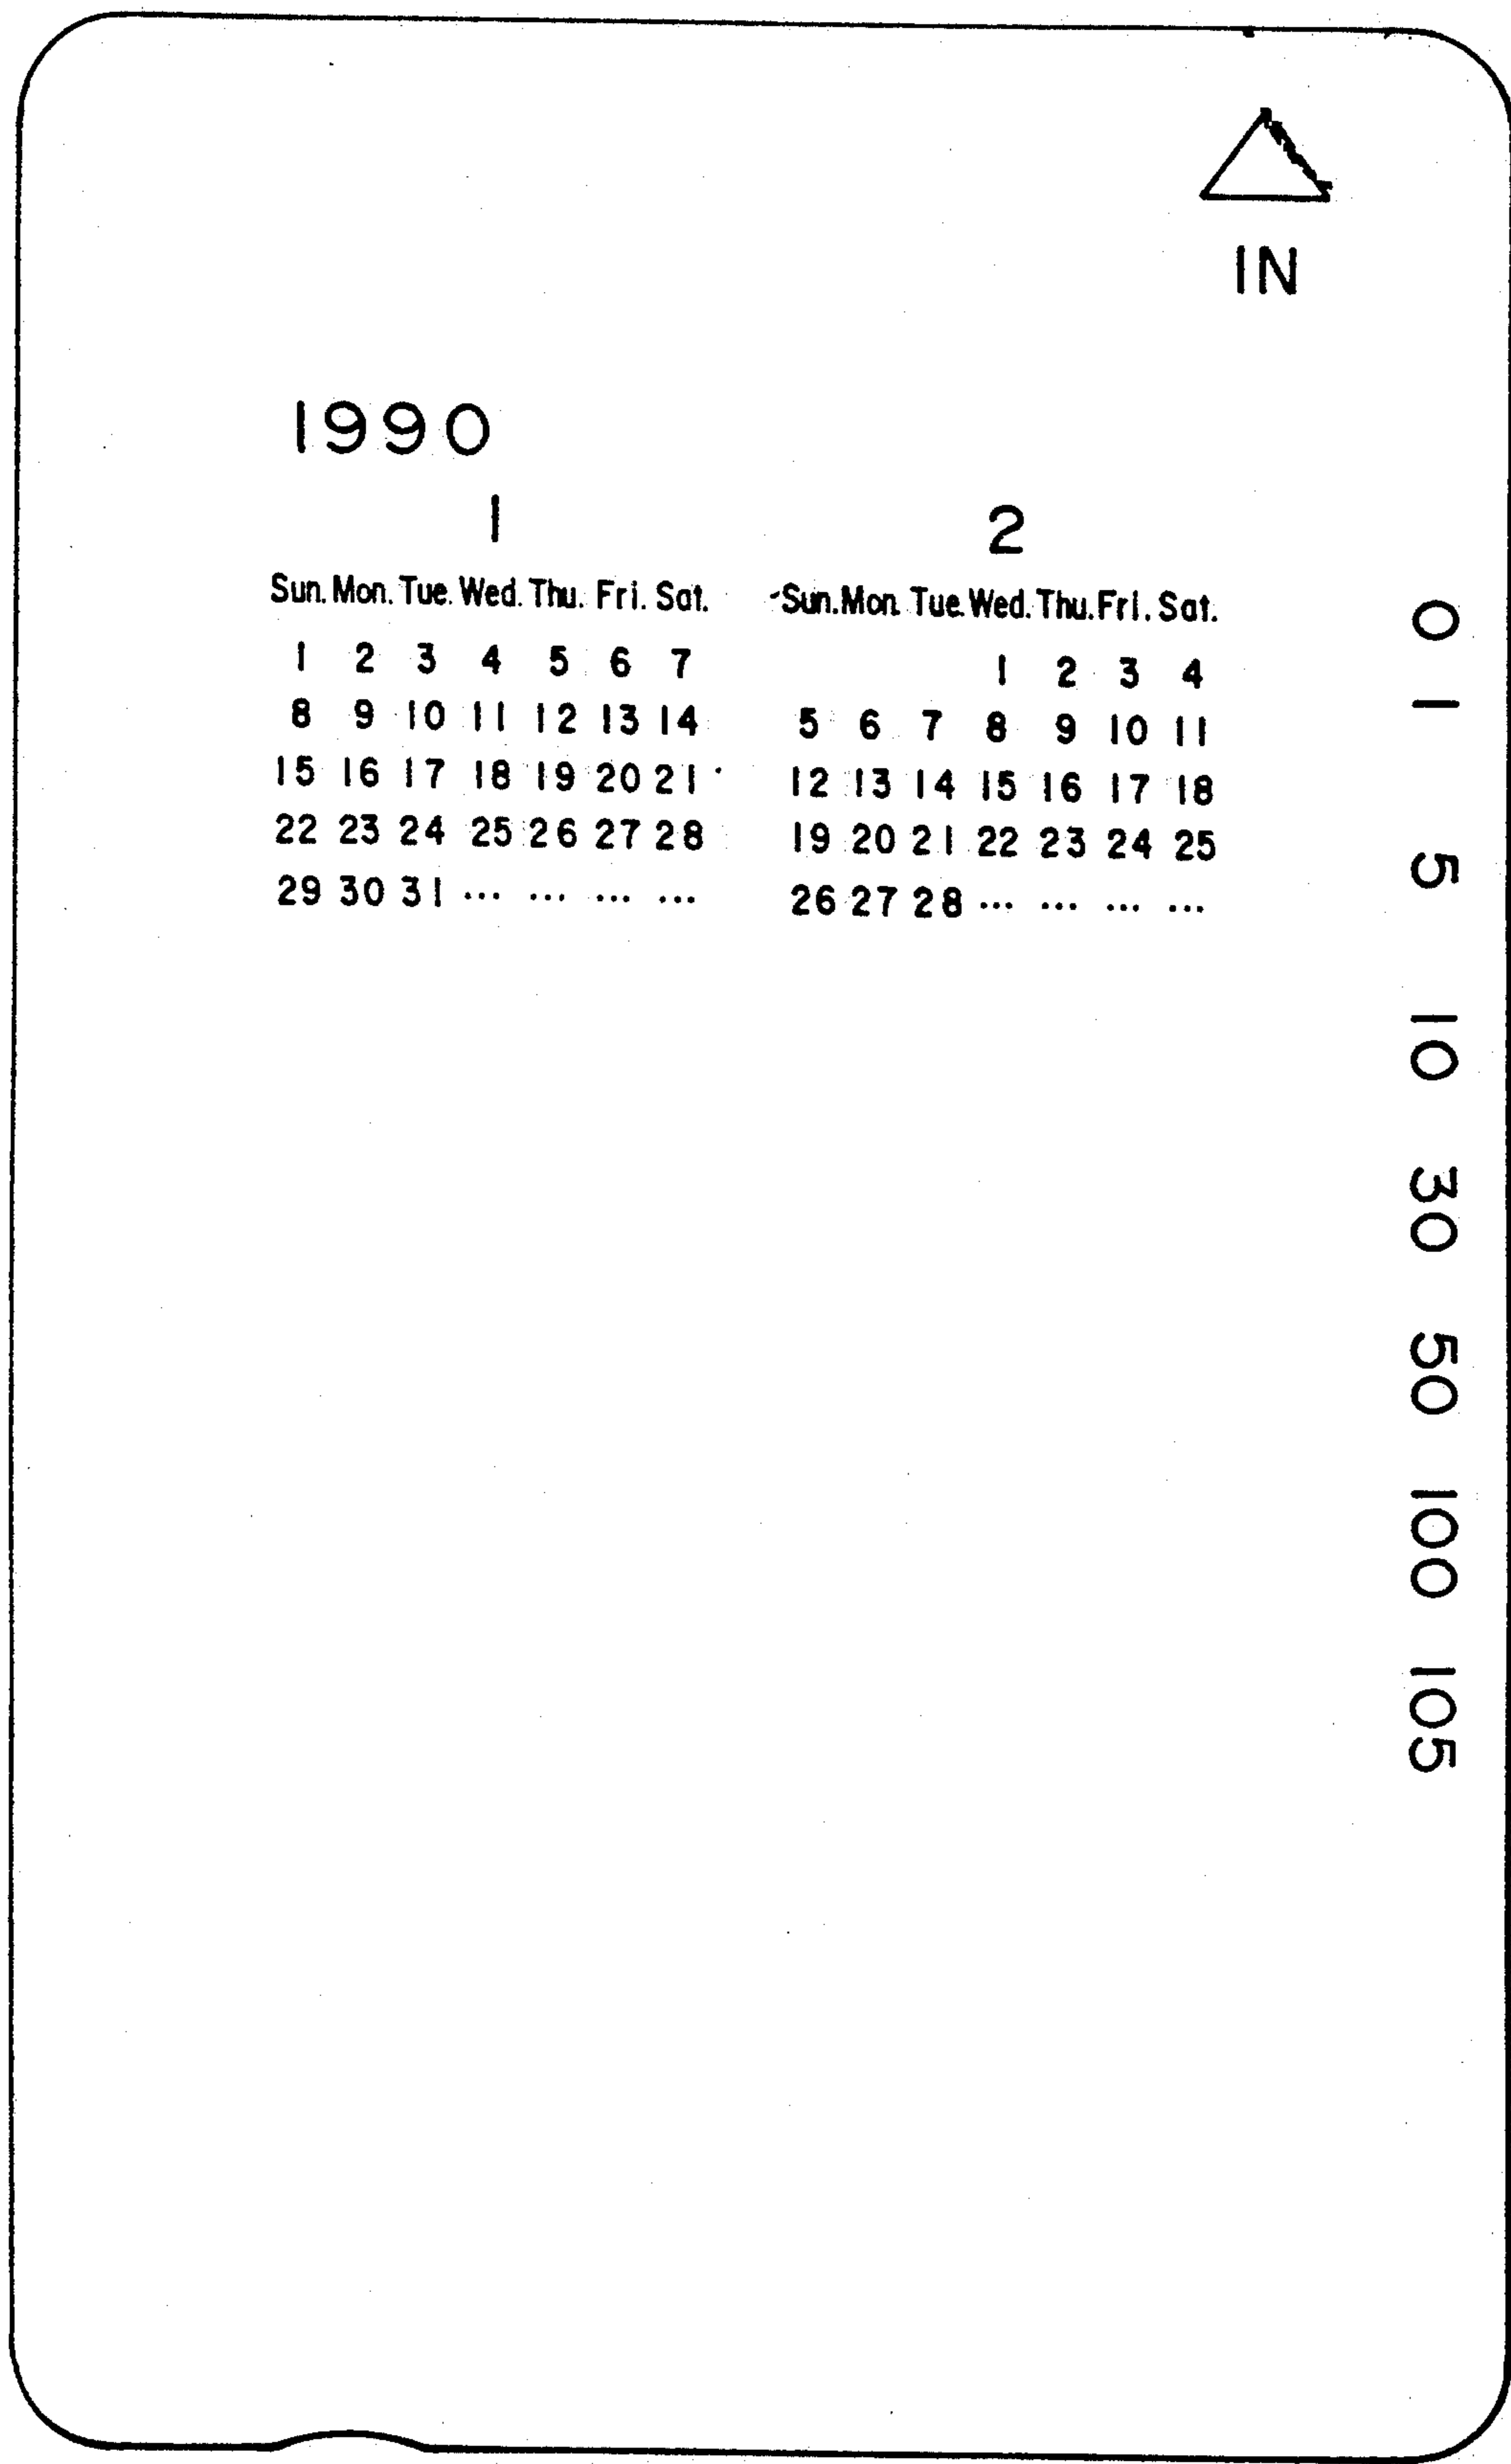 IN
1990
1
Sun. Mon. Tue. Wed. Thu. Fri. Sat.
1 2 3 4 5 6 7
8 9 10 11 12 13 14
15 16 17 18 19 20 21
22 23 24 25 26 27 28
29 30 31 ... ... ... ...
2
Sun. Mon. Tue. Wed. Thu. Fri. Sat.
1 2 3 4
5 6 7 8 9 10 11
12 13 14 15 16 17 18
19 20 21 22 23 24 25
26 27 28 ... ... ... ...
0 1 5 10 30 50 100 105